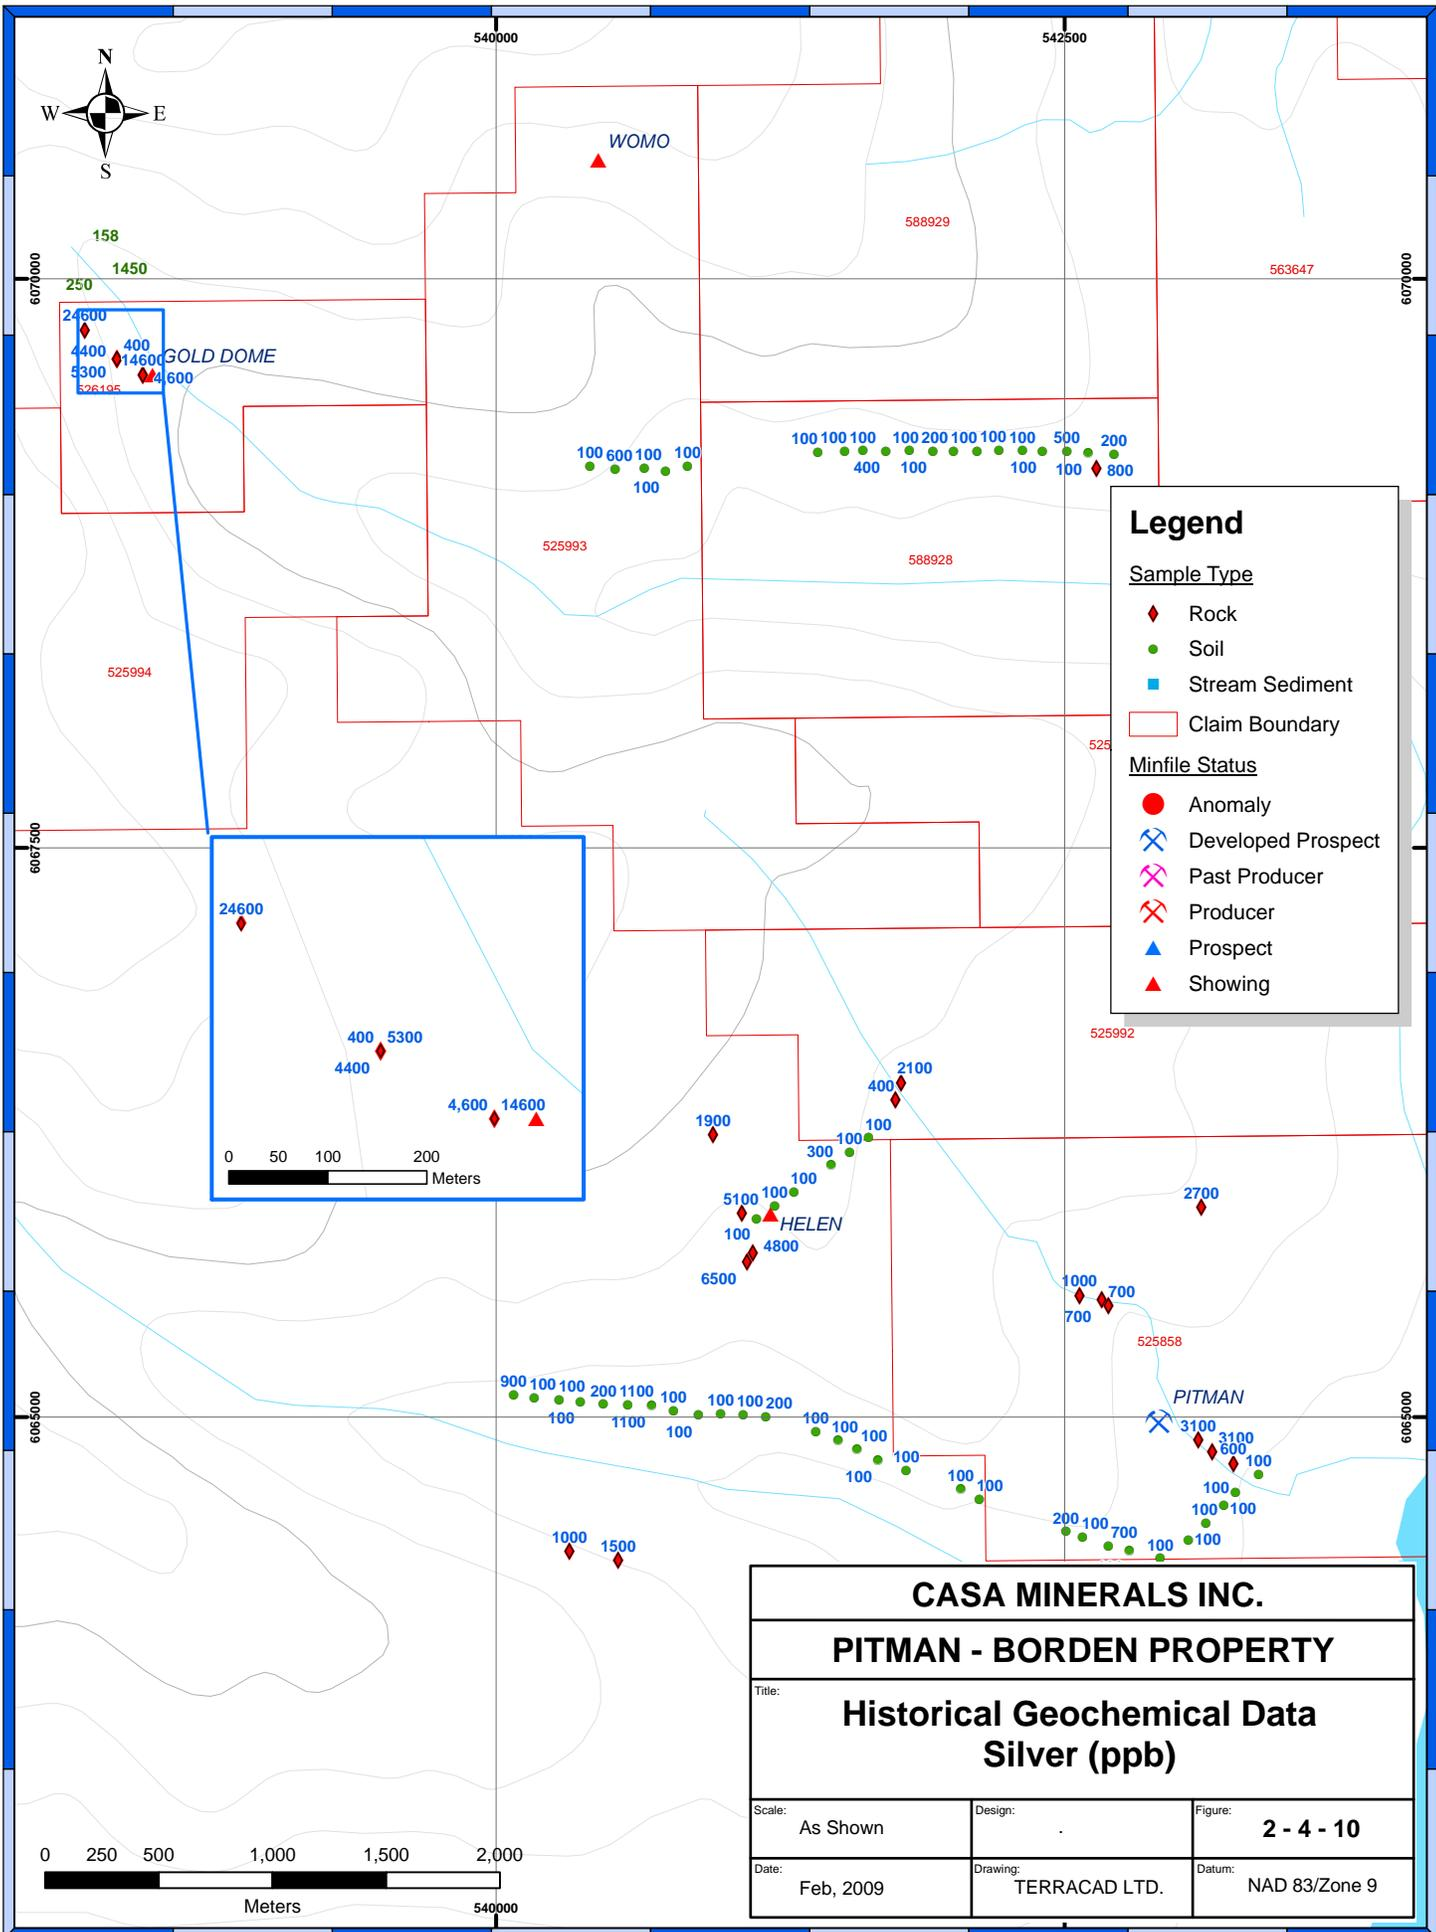 540000
542500
N
W
E
S
WOMO
588929
158
1450
250
563647
6070000
6070000
24600
4400
400
14600
GOLD DOME
5300
4,600
526195
100
600
100
100
100
100
100
100
100
200
100
100
100
500
200
400
100
100
100
800
525993
588928
525994
525
Legend
Sample Type
Rock
Soil
Stream Sediment
Claim Boundary
Minfile Status
Anomaly
Developed Prospect
Past Producer
Producer
Prospect
Showing
6067500
24600
400
5300
4400
4,600
14600
0
50
100
200
Meters
525992
2100
400
1900
100
100
300
100
100
5100
HELEN
100
4800
6500
2700
1000
700
700
525858
PITMAN
3100
3100
600
100
100
100
100
100
6065000
6065000
900
100
100
200
1100
100
100
100
200
100
1100
100
100
100
100
100
100
100
100
200
100
700
100
1000
1500
CASA MINERALS INC.
PITMAN - BORDEN PROPERTY
Title:
Historical Geochemical Data
Silver (ppb)
Scale:
As Shown
Design:
.
Figure:
2 - 4 - 10
Date:
Feb, 2009
Drawing:
TERRACAD LTD.
Datum:
NAD 83/Zone 9
0
250
500
1,000
1,500
2,000
Meters
540000